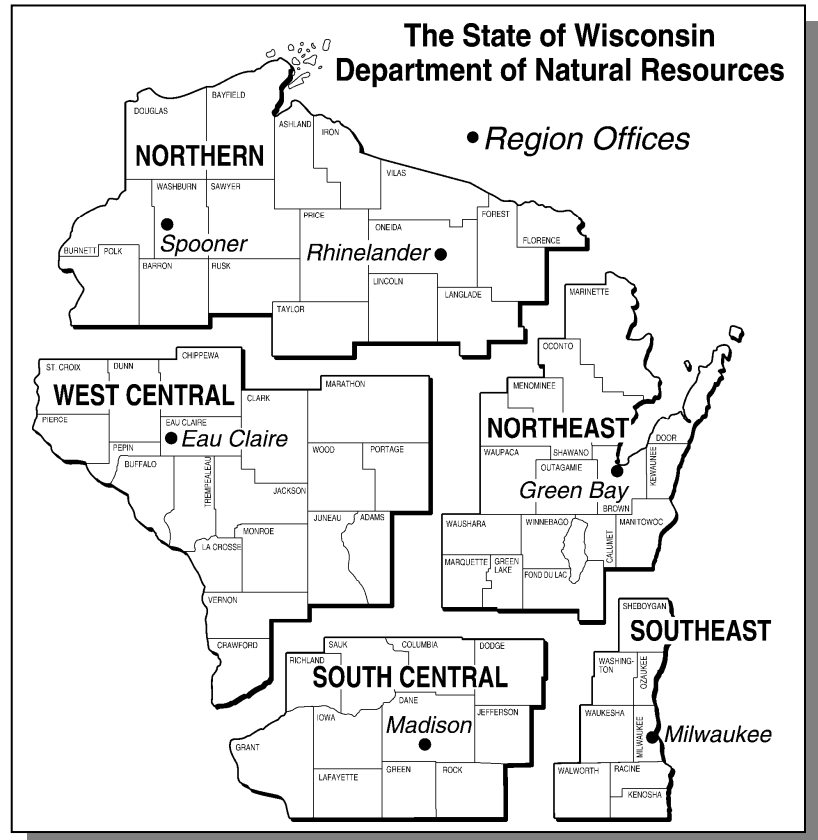 The State of Wisconsin
Department of Natural Resources
Region Offices
NORTHERN
DOUGLAS
BAYFIELD
ASHLAND
IRON
VILAS
WASHBURN
SAWYER
PRICE
ONEIDA
FOREST
FLORENCE
Spooner
Rhinelander
BURNETT
POLK
BARRON
RUSK
LINCOLN
LANGLADE
TAYLOR
WEST CENTRAL
ST. CROIX
DUNN
CHIPPEWA
CLARK
MARATHON
PIERCE
EAU CLAIRE
Eau Claire
PEPIN
BUFFALO
TREMPEALEAU
WOOD
PORTAGE
JACKSON
JUNEAU
ADAMS
MONROE
LA CROSSE
VERNON
CRAWFORD
NORTHEAST
MARINETTE
OCONTO
MENOMINEE
DOOR
WAUPACA
SHAWANO
OUTAGAMIE
KEWAUNEE
Green Bay
BROWN
WAUSHARA
WINNEBAGO
CALUMET
MANITOWOC
MARQUETTE
GREEN
LAKE
FOND DU LAC
SOUTH CENTRAL
SAUK
COLUMBIA
DODGE
RICHLAND
DANE
IOWA
Madison
JEFFERSON
GRANT
LAFAYETTE
GREEN
ROCK
SOUTHEAST
SHEBOYGAN
WASHING-
TON
OZAUKEE
WAUKESHA
MILWAUKEE
Milwaukee
WALWORTH
RACINE
KENOSHA